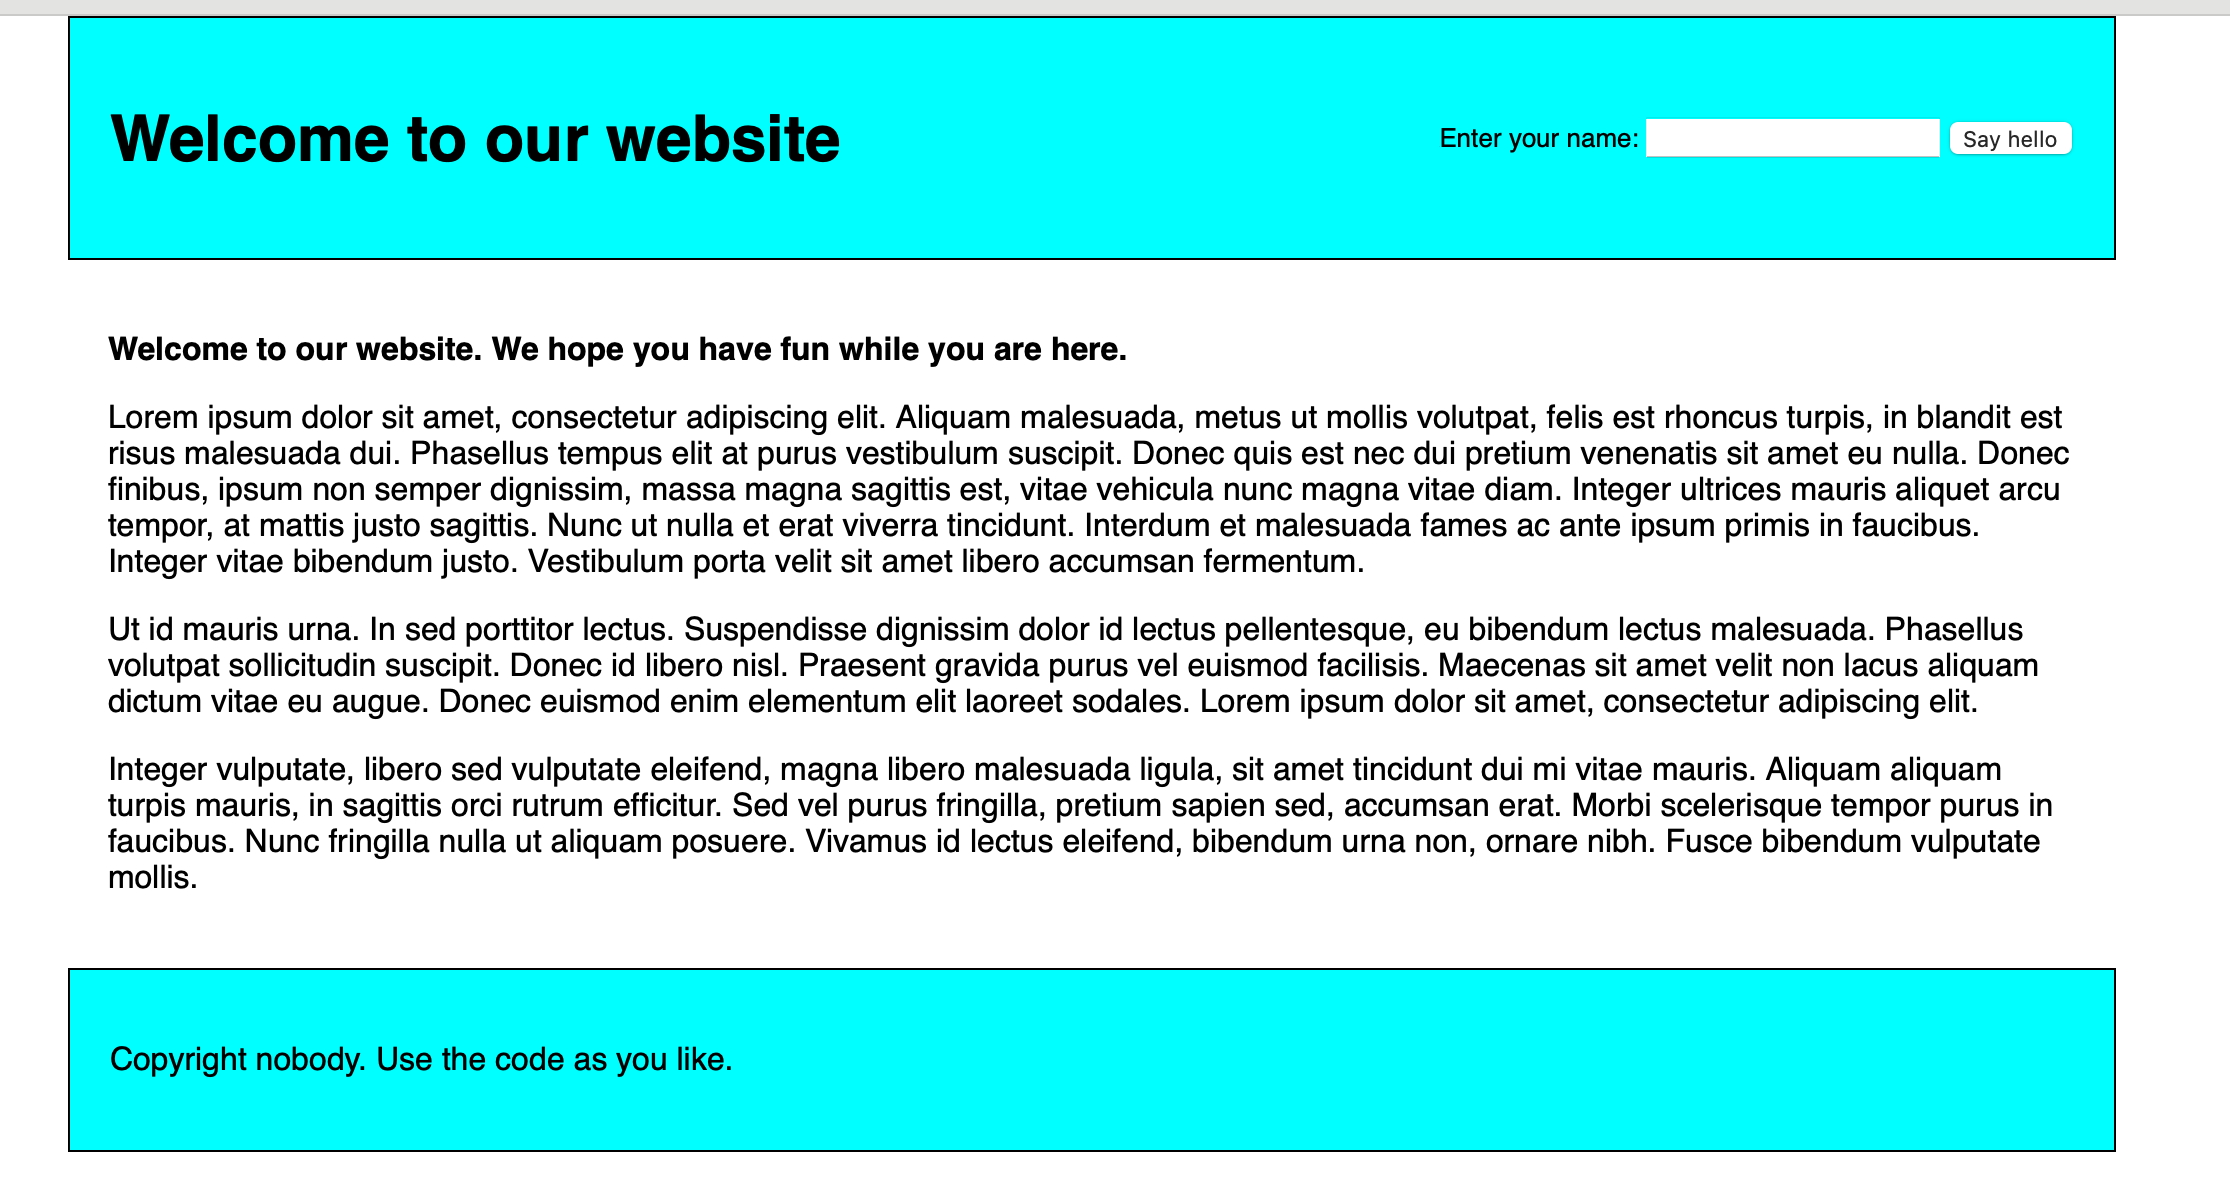 Welcome to our website
Enter your name:
Say hello
Welcome to our website. We hope you have fun while you are here.
Lorem ipsum dolor sit amet, consectetur adipiscing elit. Aliquam malesuada, metus ut mollis volutpat, felis est rhoncus turpis, in blandit est
risus malesuada dui. Phasellus tempus elit at purus vestibulum suscipit. Donec quis est nec dui pretium venenatis sit amet eu nulla. Donec
finibus, ipsum non semper dignissim, massa magna sagittis est, vitae vehicula nunc magna vitae diam. Integer ultrices mauris aliquet arcu
tempor, at mattis justo sagittis. Nunc ut nulla et erat viverra tincidunt. Interdum et malesuada fames ac ante ipsum primis in faucibus.
Integer vitae bibendum justo. Vestibulum porta velit sit amet libero accumsan fermentum.
Ut id mauris urna. In sed porttitor lectus. Suspendisse dignissim dolor id lectus pellentesque, eu bibendum lectus malesuada. Phasellus
volutpat sollicitudin suscipit. Donec id libero nisl. Praesent gravida purus vel euismod facilisis. Maecenas sit amet velit non lacus aliquam
dictum vitae eu augue. Donec euismod enim elementum elit laoreet sodales. Lorem ipsum dolor sit amet, consectetur adipiscing elit.
Integer vulputate, libero sed vulputate eleifend, magna libero malesuada ligula, sit amet tincidunt dui mi vitae mauris. Aliquam aliquam
turpis mauris, in sagittis orci rutrum efficitur. Sed vel purus fringilla, pretium sapien sed, accumsan erat. Morbi scelerisque tempor purus in
faucibus. Nunc fringilla nulla ut aliquam posuere. Vivamus id lectus eleifend, bibendum urna non, ornare nibh. Fusce bibendum vulputate
mollis.
Copyright nobody. Use the code as you like.